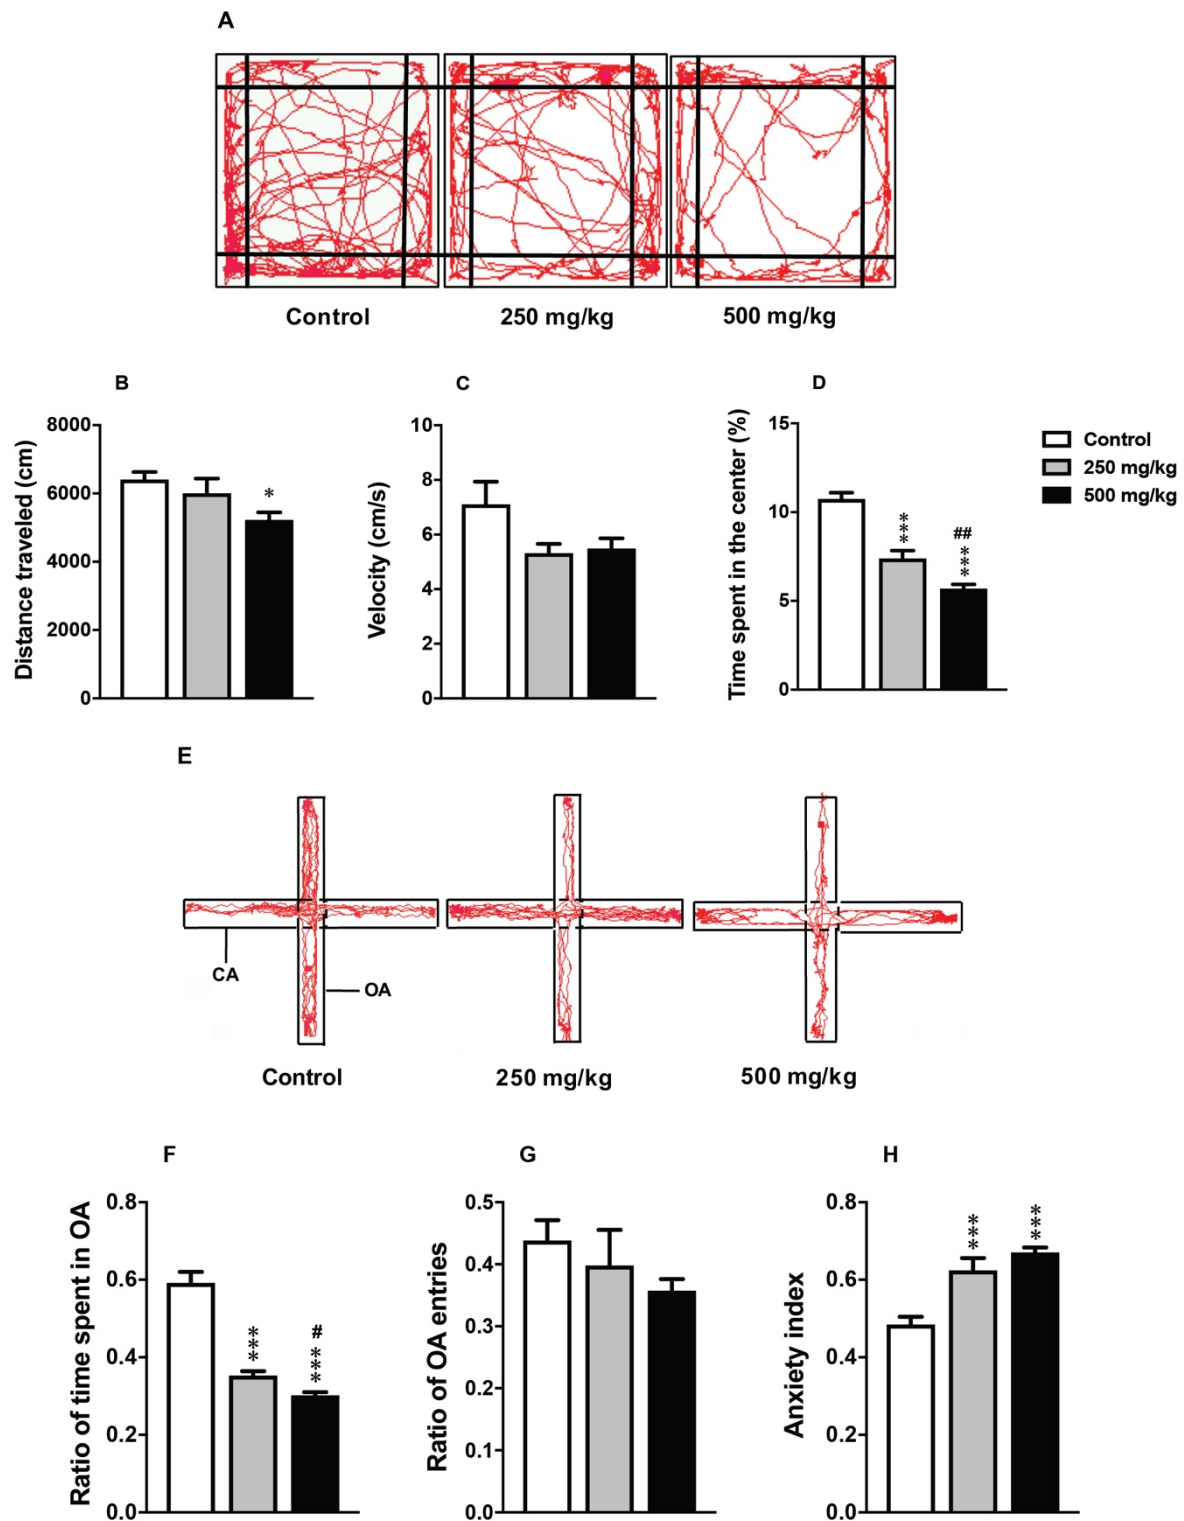 A
Control 250 mg/kg 500 mg/kg
B
Distance traveled (cm)
8000
6000
4000
2000
0
*
C
Velocity (cm/s)
10
8
6
4
2
0
D
Time spent in the center (%)
15
10
5
0
***
##
***
Control
250 mg/kg
500 mg/kg
E
CA
OA
Control 250 mg/kg 500 mg/kg
F
Ratio of time spent in OA
0.8
0.6
0.4
0.2
0.0
***
#
***
G
Ratio of OA entries
0.5
0.4
0.3
0.2
0.1
0.0
H
Anxiety index
0.8
0.6
0.4
0.2
0.0
***
***